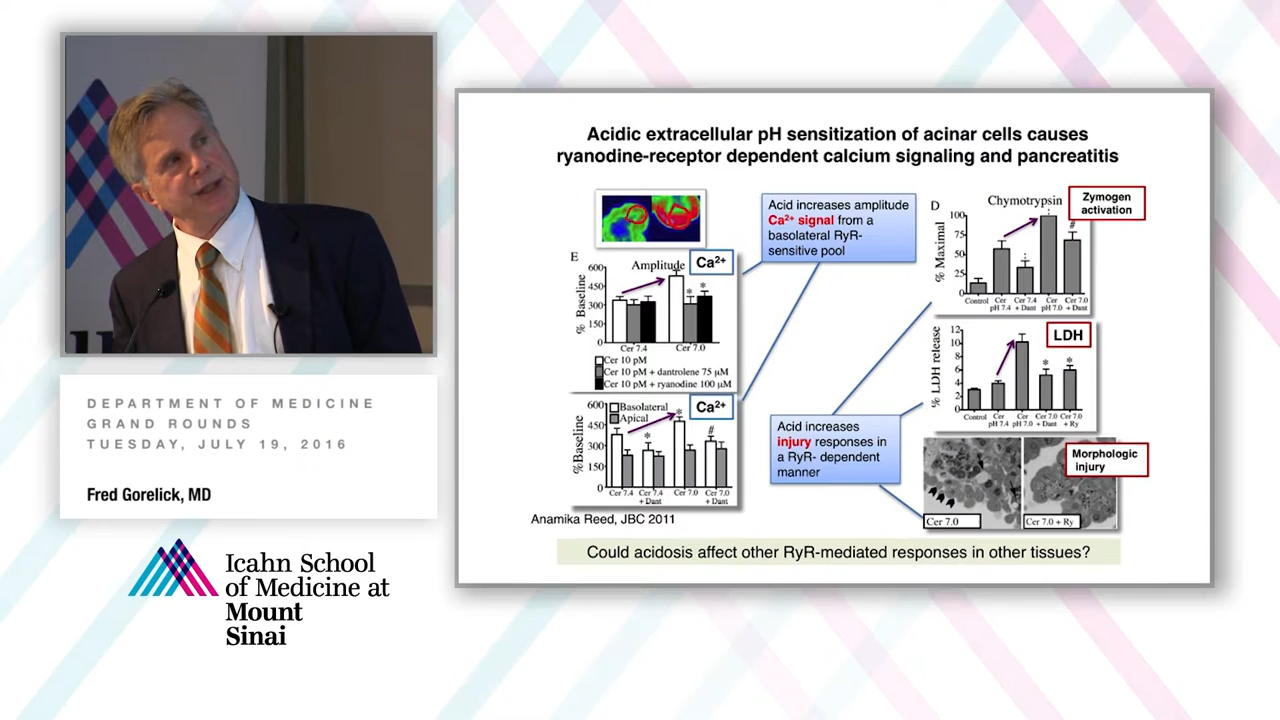 DEPARTMENT OF MEDICINE
GRAND ROUNDS
TUESDAY, JULY 19, 2016
Fred Gorelick, MD
Icahn School
of Medicine at
Mount
Sinai
Acidic extracellular pH sensitization of acinar cells causes
ryanodine-receptor dependent calcium signaling and pancreatitis
E
Amplitude
Ca²⁺
% Baseline
600
450
300
150
0
*
*
Cer 7.4
Cer 7.0
Cer 10 pM
Cer 10 pM + dantrolene 75 µM
Cer 10 pM + ryanodine 100 µM
Ca²⁺
%Baseline
600
450
300
150
0
Basolateral
Apical
*
*
#
Cer 7.4
Cer 7.4
+ Dant
Cer 7.0
Cer 7.0
+ Dant
Anamika Reed, JBC 2011
Acid increases amplitude
Ca²⁺ signal from a
basolateral RyR-
sensitive pool
Acid increases
injury responses in
a RyR- dependent
manner
D
Chymotrypsin
Zymogen
activation
% Maximal
100
75
50
25
0
#
Control
Cer
pH 7.4
Cer 7.4
+ Dant
Cer
pH 7.0
Cer 7.0
+ Dant
LDH
% LDH release
12
10
8
6
4
2
0
*
*
Control
Cer
pH 7.4
Cer
pH 7.0
Cer 7.0
+ Dant
Cer 7.0
+ Ry
Morphologic
injury
Cer 7.0
Cer 7.0 + Ry
Could acidosis affect other RyR-mediated responses in other tissues?